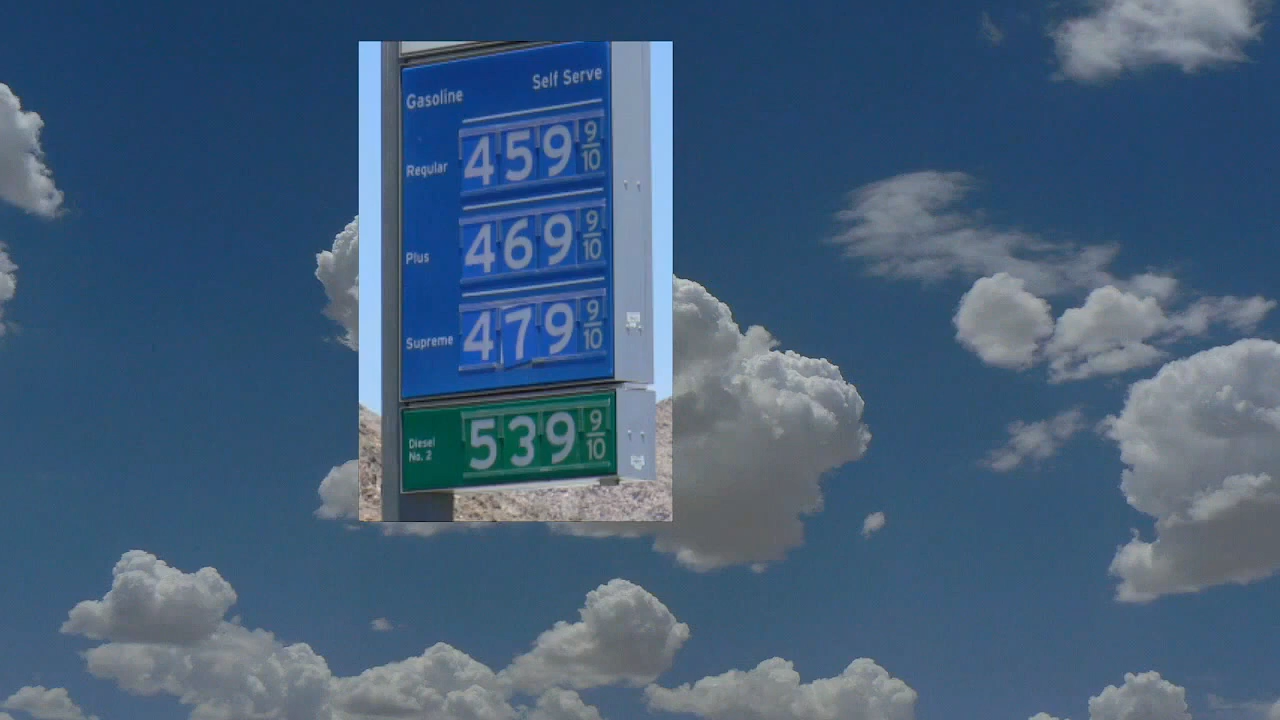 Self Serve
Gasoline
Regular 459 9/10
Plus 469 9/10
Supreme 479 9/10
Diesel
No. 2 539 9/10